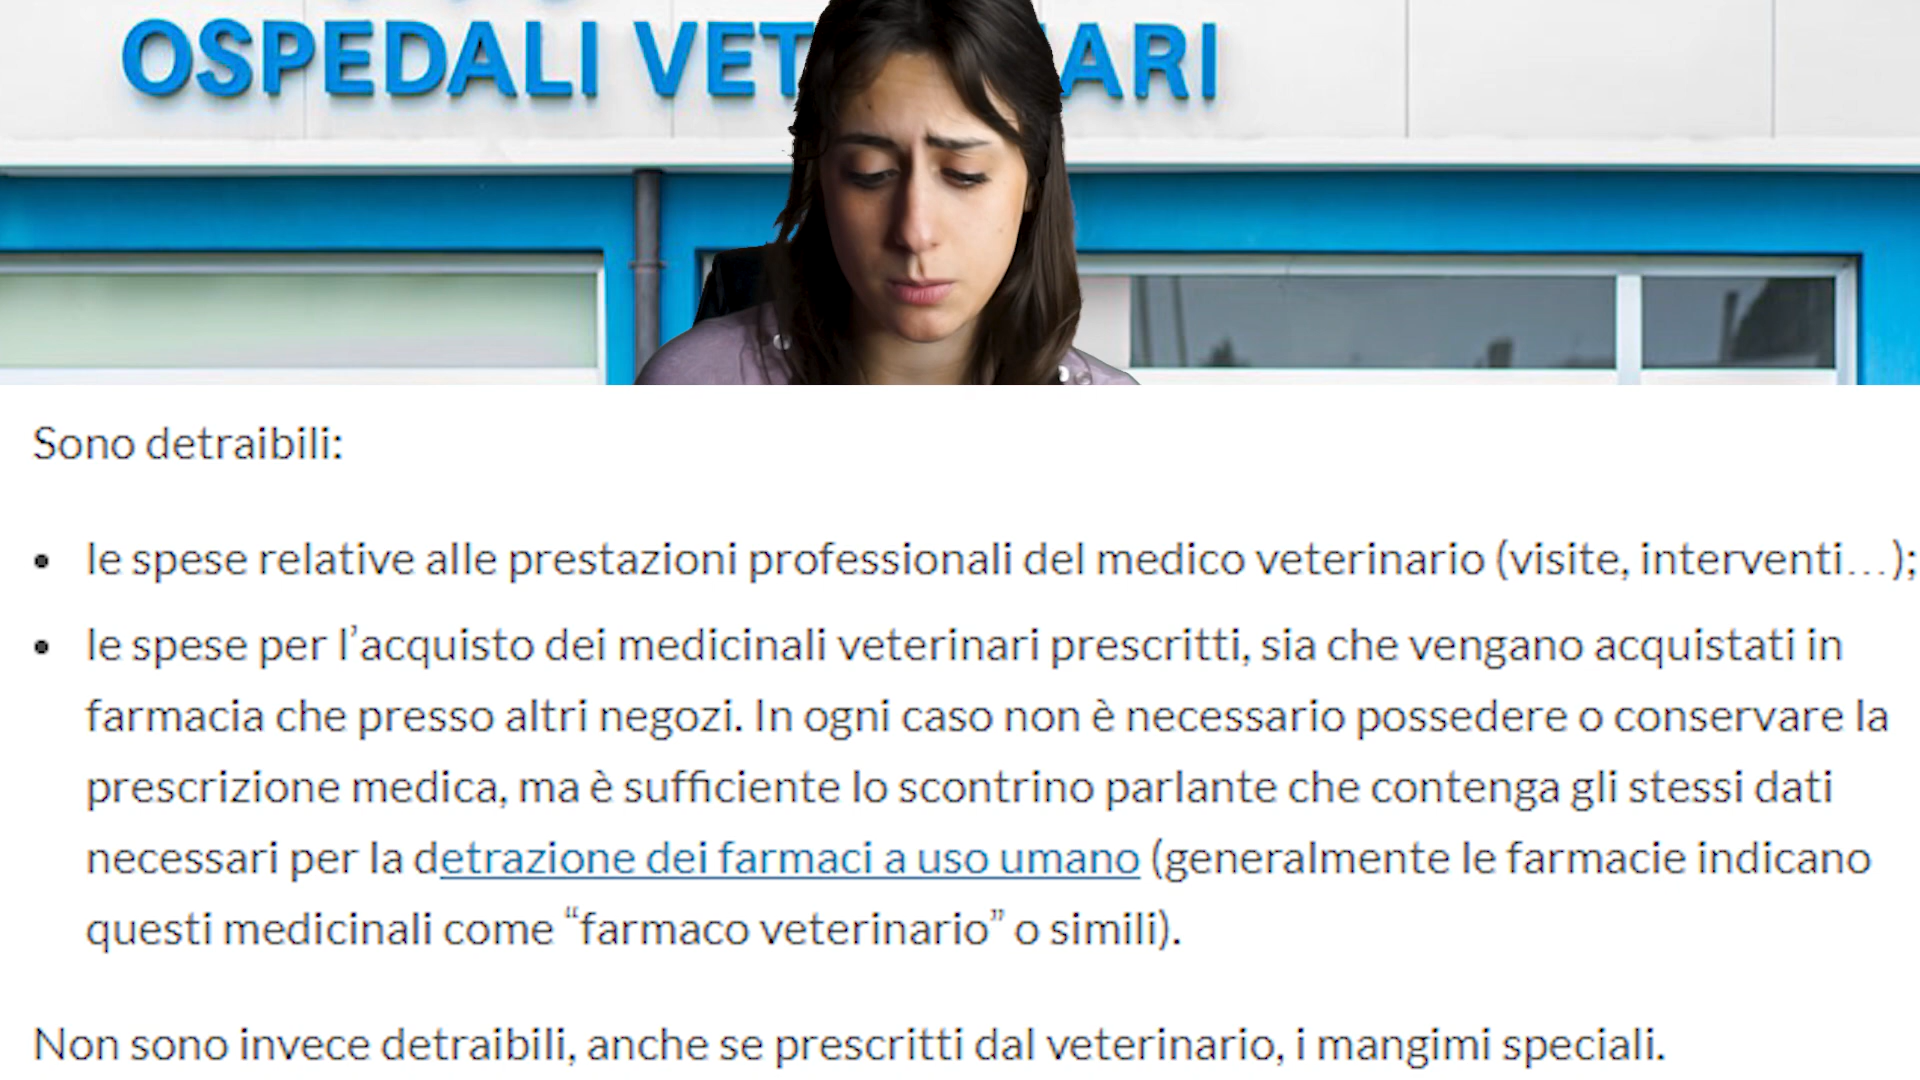 OSPEDALI VET ARI
Sono detraibili:
• le spese relative alle prestazioni professionali del medico veterinario (visite, interventi…);
• le spese per l’acquisto dei medicinali veterinari prescritti, sia che vengano acquistati in
farmacia che presso altri negozi. In ogni caso non è necessario possedere o conservare la
prescrizione medica, ma è sufficiente lo scontrino parlante che contenga gli stessi dati
necessari per la detrazione dei farmaci a uso umano (generalmente le farmacie indicano
questi medicinali come “farmaco veterinario” o simili).
Non sono invece detraibili, anche se prescritti dal veterinario, i mangimi speciali.